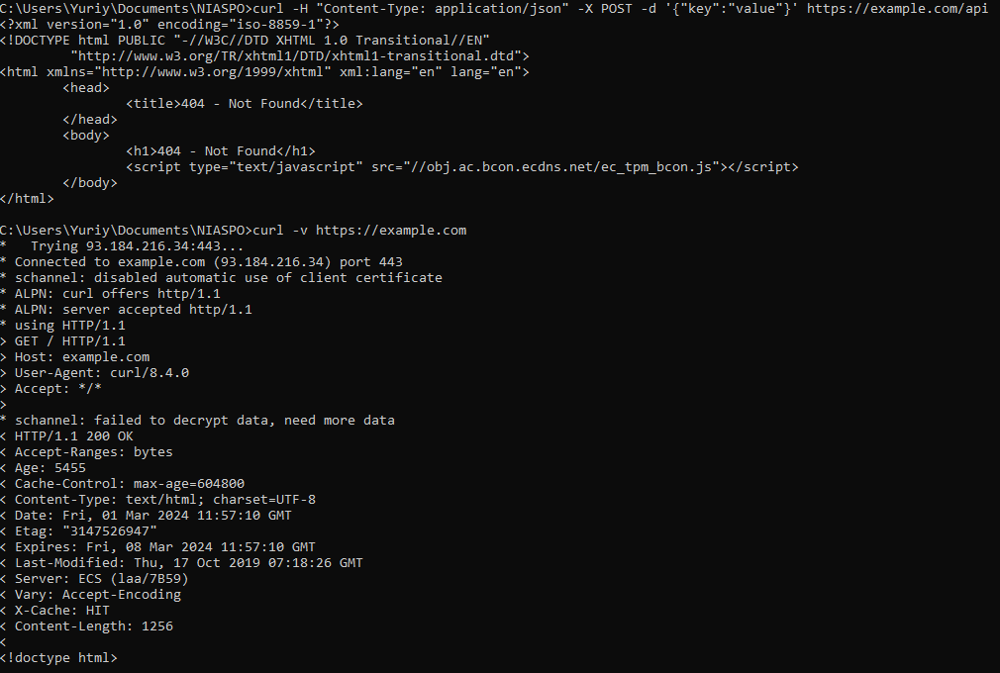 C:\Users\Yuriy\Documents\NIASPO>curl -H "Content-Type: application/json" -X POST -d '{"key":"value"}' https://example.com/api
<?xml version="1.0" encoding="iso-8859-1"?>
<!DOCTYPE html PUBLIC "-//W3C//DTD XHTML 1.0 Transitional//EN"
         "http://www.w3.org/TR/xhtml1/DTD/xhtml1-transitional.dtd">
<html xmlns="http://www.w3.org/1999/xhtml" xml:lang="en" lang="en">
        <head>
                <title>404 - Not Found</title>
        </head>
        <body>
                <h1>404 - Not Found</h1>
                <script type="text/javascript" src="//obj.ac.bcon.ecdns.net/ec_tpm_bcon.js"></script>
        </body>
</html>

C:\Users\Yuriy\Documents\NIASPO>curl -v https://example.com
*   Trying 93.184.216.34:443...
* Connected to example.com (93.184.216.34) port 443
* schannel: disabled automatic use of client certificate
* ALPN: curl offers http/1.1
* ALPN: server accepted http/1.1
* using HTTP/1.1
> GET / HTTP/1.1
> Host: example.com
> User-Agent: curl/8.4.0
> Accept: */*
>
* schannel: failed to decrypt data, need more data
< HTTP/1.1 200 OK
< Accept-Ranges: bytes
< Age: 5455
< Cache-Control: max-age=604800
< Content-Type: text/html; charset=UTF-8
< Date: Fri, 01 Mar 2024 11:57:10 GMT
< Etag: "3147526947"
< Expires: Fri, 08 Mar 2024 11:57:10 GMT
< Last-Modified: Thu, 17 Oct 2019 07:18:26 GMT
< Server: ECS (laa/7B59)
< Vary: Accept-Encoding
< X-Cache: HIT
< Content-Length: 1256
<
<!doctype html>